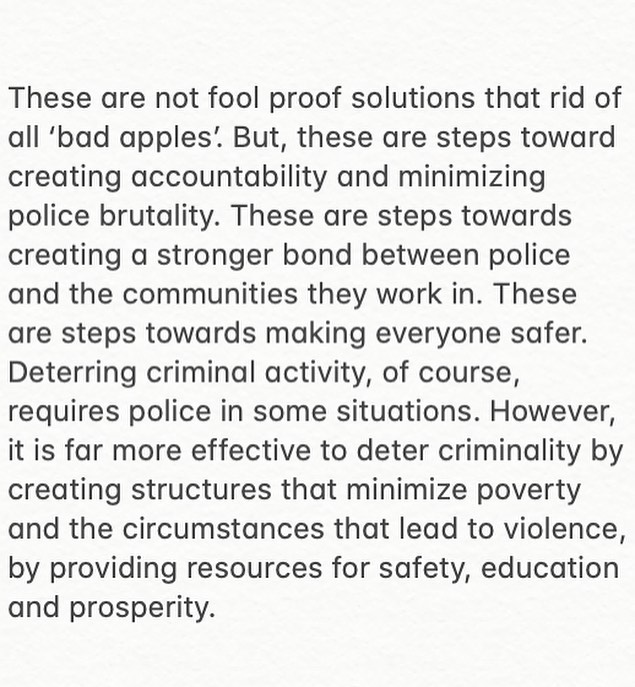 These are not fool proof solutions that rid of
all ‘bad apples’. But, these are steps toward
creating accountability and minimizing
police brutality. These are steps towards
creating a stronger bond between police
and the communities they work in. These
are steps towards making everyone safer.
Deterring criminal activity, of course,
requires police in some situations. However,
it is far more effective to deter criminality by
creating structures that minimize poverty
and the circumstances that lead to violence,
by providing resources for safety, education
and prosperity.